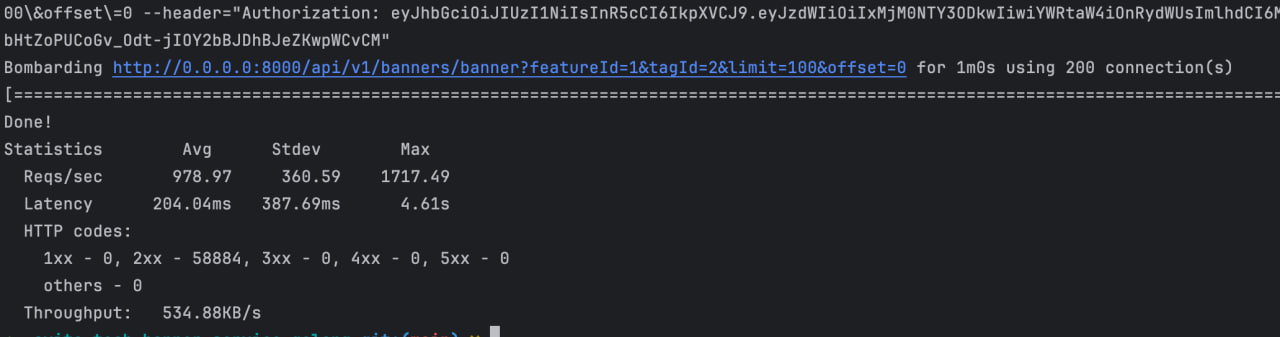 00\&offset\=0 --header="Authorization: eyJhbGciOiJIUzI1NiIsInR5cCI6IkpXVCJ9.eyJzdWIiOiIxMjM0NTY3ODkwIiwiYWRtaW4iOnRydWUsImlhdCI6M
bHtZoPUCoGv_Odt-jIOY2bBJDhBJeZKwpWCvCM"
Bombarding http://0.0.0.0:8000/api/v1/banners/banner?featureId=1&tagId=2&limit=100&offset=0 for 1m0s using 200 connection(s)
[==============================================================================================================================
Done!
Statistics Avg Stdev Max
Reqs/sec 978.97 360.59 1717.49
Latency 204.04ms 387.69ms 4.61s
HTTP codes:
1xx - 0, 2xx - 58884, 3xx - 0, 4xx - 0, 5xx - 0
others - 0
Throughput: 534.88KB/s